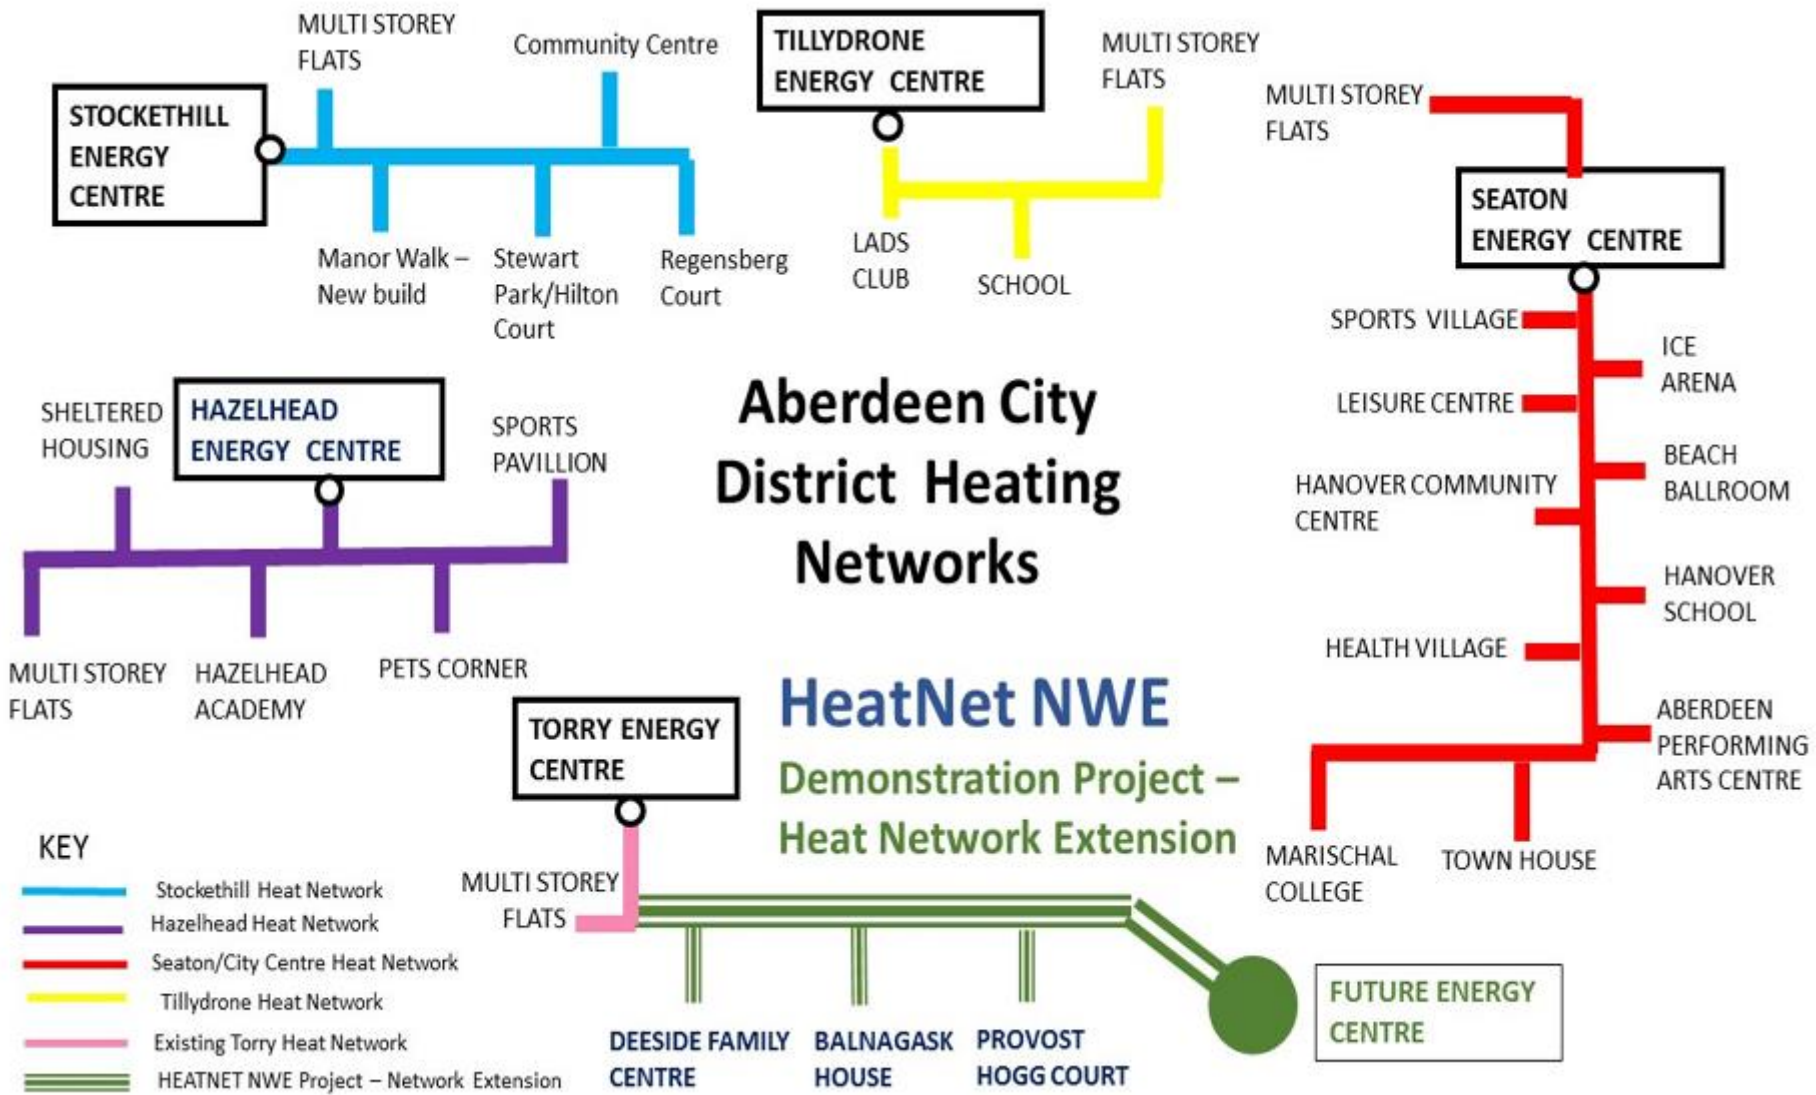 MULTI STOREY
FLATS
Community Centre
TILLYDRONE
ENERGY CENTRE
MULTI STOREY
FLATS
MULTI STOREY
FLATS
STOCKETHILL
ENERGY
CENTRE
SEATON
ENERGY CENTRE
Manor Walk –
New build
Stewart
Park/Hilton
Court
Regensberg
Court
LADS
CLUB
SCHOOL
SPORTS VILLAGE
ICE
ARENA
LEISURE CENTRE
BEACH
BALLROOM
HANOVER COMMUNITY
CENTRE
HANOVER
SCHOOL
HEALTH VILLAGE
ABERDEEN
PERFORMING
ARTS CENTRE
MARISCHAL
COLLEGE
TOWN HOUSE
SHELTERED
HOUSING
HAZELHEAD
ENERGY CENTRE
SPORTS
PAVILLION
MULTI STOREY
FLATS
HAZELHEAD
ACADEMY
PETS CORNER
Aberdeen City
District Heating
Networks
HeatNet NWE
Demonstration Project –
Heat Network Extension
TORRY ENERGY
CENTRE
MULTI STOREY
FLATS
DEESIDE FAMILY
CENTRE
BALNAGASK
HOUSE
PROVOST
HOGG COURT
FUTURE ENERGY
CENTRE
KEY
Stockethill Heat Network
Hazelhead Heat Network
Seaton/City Centre Heat Network
Tillydrone Heat Network
Existing Torry Heat Network
HEATNET NWE Project – Network Extension